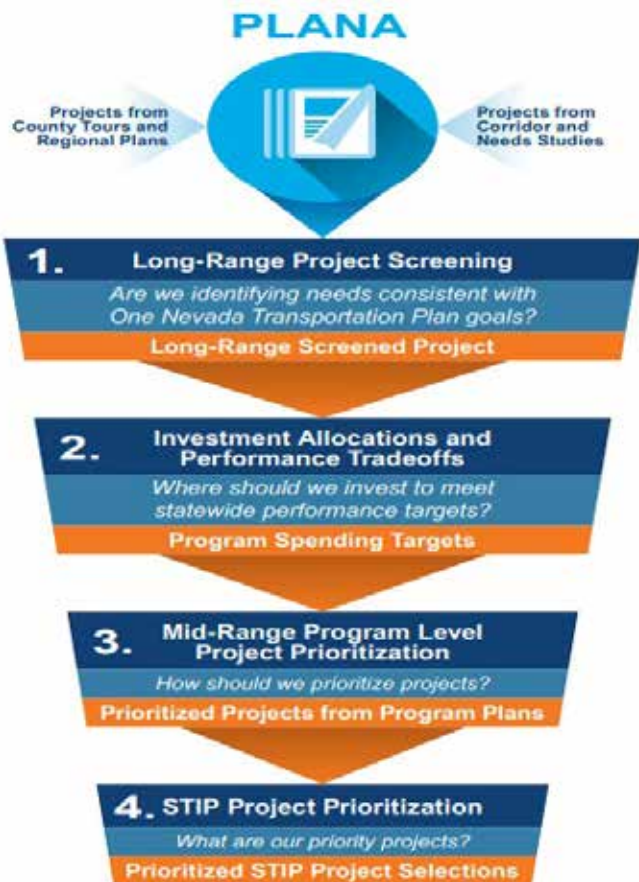 PLANA
Projects from
County Tours and
Regional Plans
Projects from
Corridor and
Needs Studies
1.
Long-Range Project Screening
Are we identifying needs consistent with
One Nevada Transportation Plan goals?
Long-Range Screened Project
2.
Investment Allocations and
Performance Tradeoffs
Where should we invest to meet
statewide performance targets?
Program Spending Targets
3.
Mid-Range Program Level
Project Prioritization
How should we prioritize projects?
Prioritized Projects from Program Plans
4. STIP Project Prioritization
What are our priority projects?
Prioritized STIP Project Selections